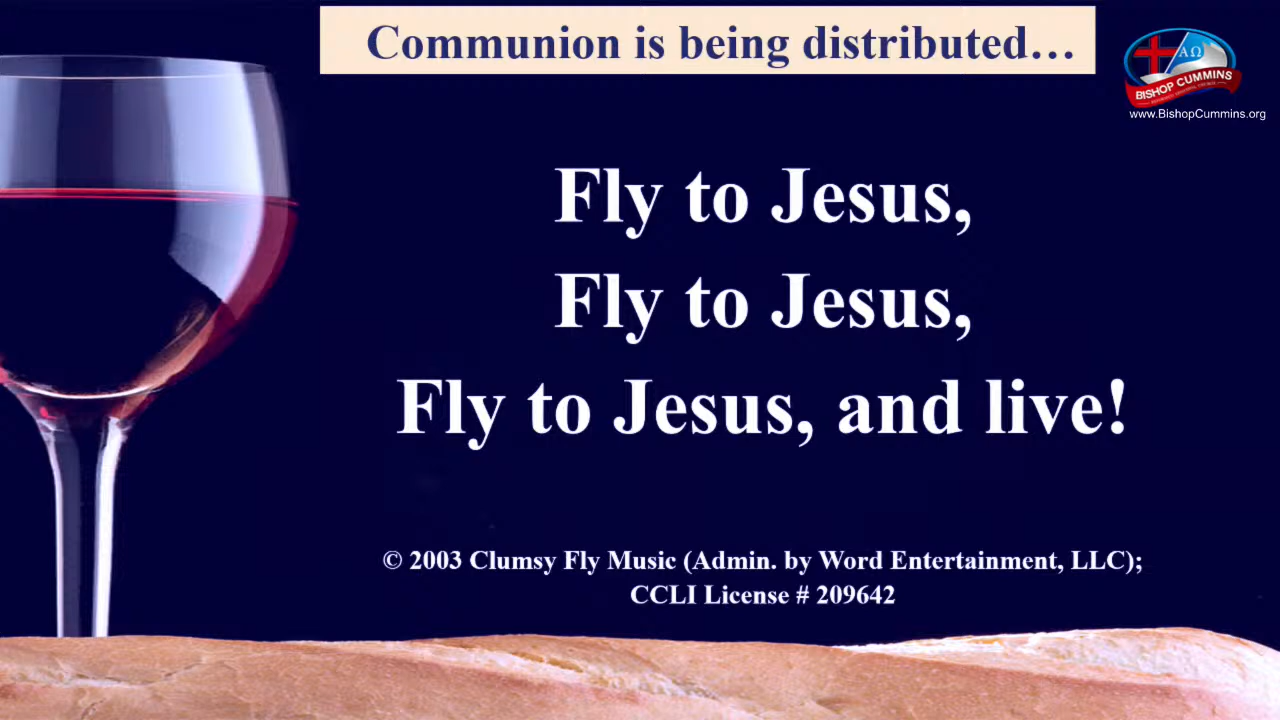 Communion is being distributed…
ΑΩ
BISHOP CUMMINS
www.BishopCummins.org
Fly to Jesus,
Fly to Jesus,
Fly to Jesus, and live!
© 2003 Clumsy Fly Music (Admin. by Word Entertainment, LLC);
CCLI License # 209642